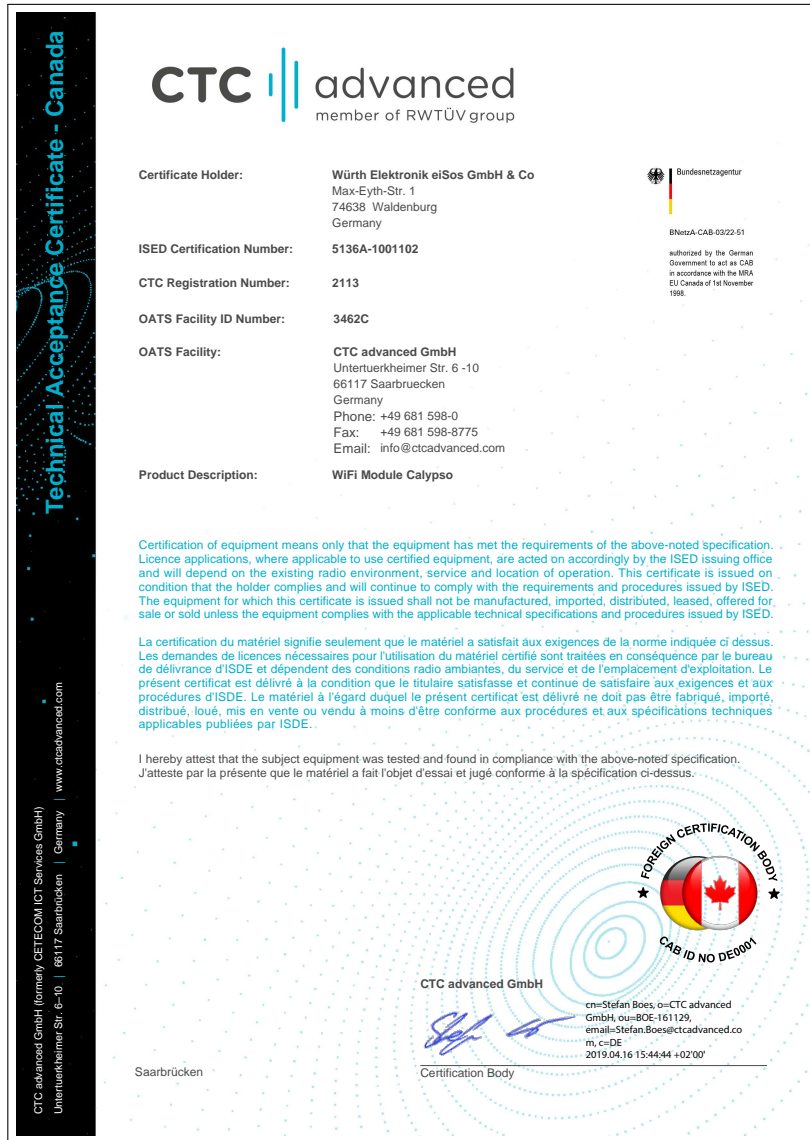 Technical Acceptance Certificate - Canada
CTC advanced GmbH (formerly CETECOM ICT Services GmbH)
Untertuerkheimer Str. 6–10 | 66117 Saarbrücken | Germany | www.ctcadvanced.com
CTC advanced
member of RWTÜV group
Certificate Holder: Würth Elektronik eiSos GmbH & Co
Max-Eyth-Str. 1
74638 Waldenburg
Germany
Bundesnetzagentur
BNetzA-CAB-03/22-51
authorized by the German
Government to act as CAB
in accordance with the MRA
EU Canada of 1st November
1998.
ISED Certification Number: 5136A-1001102
CTC Registration Number: 2113
OATS Facility ID Number: 3462C
OATS Facility: CTC advanced GmbH
Untertuerkheimer Str. 6 -10
66117 Saarbruecken
Germany
Phone: +49 681 598-0
Fax: +49 681 598-8775
Email: info@ctcadvanced.com
Product Description: WiFi Module Calypso
Certification of equipment means only that the equipment has met the requirements of the above-noted specification.
Licence applications, where applicable to use certified equipment, are acted on accordingly by the ISED issuing office
and will depend on the existing radio environment, service and location of operation. This certificate is issued on
condition that the holder complies and will continue to comply with the requirements and procedures issued by ISED.
The equipment for which this certificate is issued shall not be manufactured, imported, distributed, leased, offered for
sale or sold unless the equipment complies with the applicable technical specifications and procedures issued by ISED.
La certification du matériel signifie seulement que le matériel a satisfait aux exigences de la norme indiquée ci dessus.
Les demandes de licences nécessaires pour l'utilisation du matériel certifié sont traitées en conséquence par le bureau
de délivrance d'ISDE et dépendent des conditions radio ambiantes, du service et de l'emplacement d'exploitation. Le
présent certificat est délivré à la condition que le titulaire satisfasse et continue de satisfaire aux exigences et aux
procédures d'ISDE. Le matériel à l'égard duquel le présent certificat est délivré ne doit pas être fabriqué, importé,
distribué, loué, mis en vente ou vendu à moins d'être conforme aux procédures et aux spécifications techniques
applicables publiées par ISDE.
I hereby attest that the subject equipment was tested and found in compliance with the above-noted specification.
J'atteste par la présente que le matériel a fait l'objet d'essai et jugé conforme à la spécification ci-dessus.
FOREIGN CERTIFICATION BODY
CAB ID NO DE0001
CTC advanced GmbH
cn=Stefan Boes, o=CTC advanced
GmbH, ou=BOE-161129,
email=Stefan.Boes@ctcadvanced.co
m, c=DE
2019.04.16 15:44:44 +02'00'
Saarbrücken
Certification Body